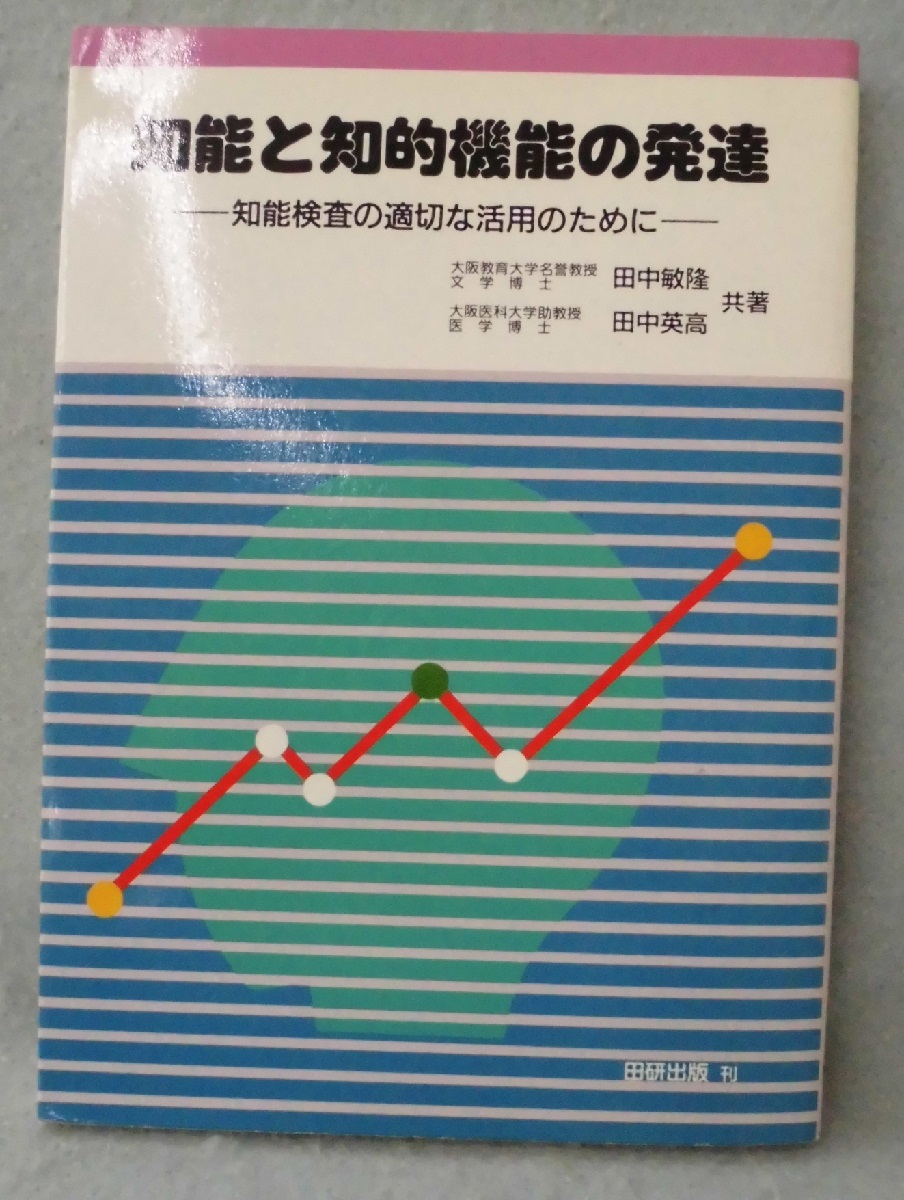 知能と知的機能の発達
―知能検査の適切な活用のために―
大阪教育大学名誉教授
文学博士
田中敏隆
大阪医科大学助教授
医学博士
田中英高
共著
田研出版 刊